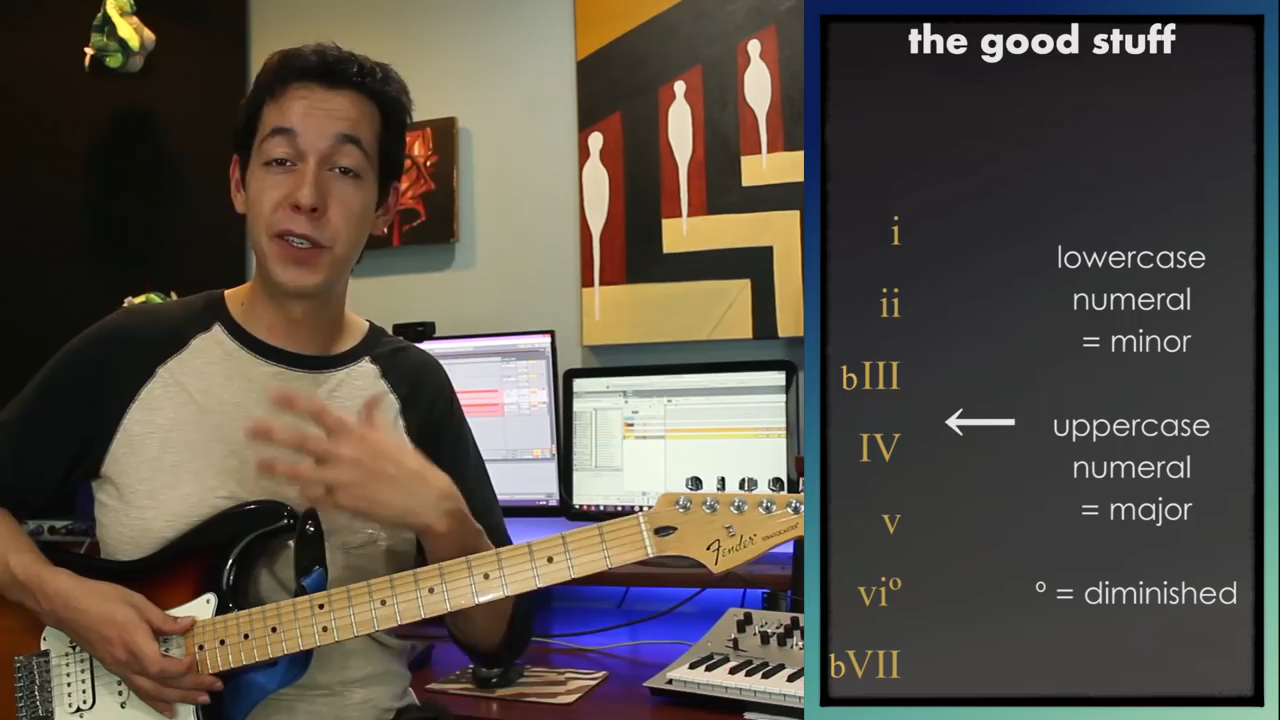 the good stuff
i
ii
bIII
IV
v
viº
bVII
lowercase
numeral
= minor
uppercase
numeral
= major
º = diminished
Fender